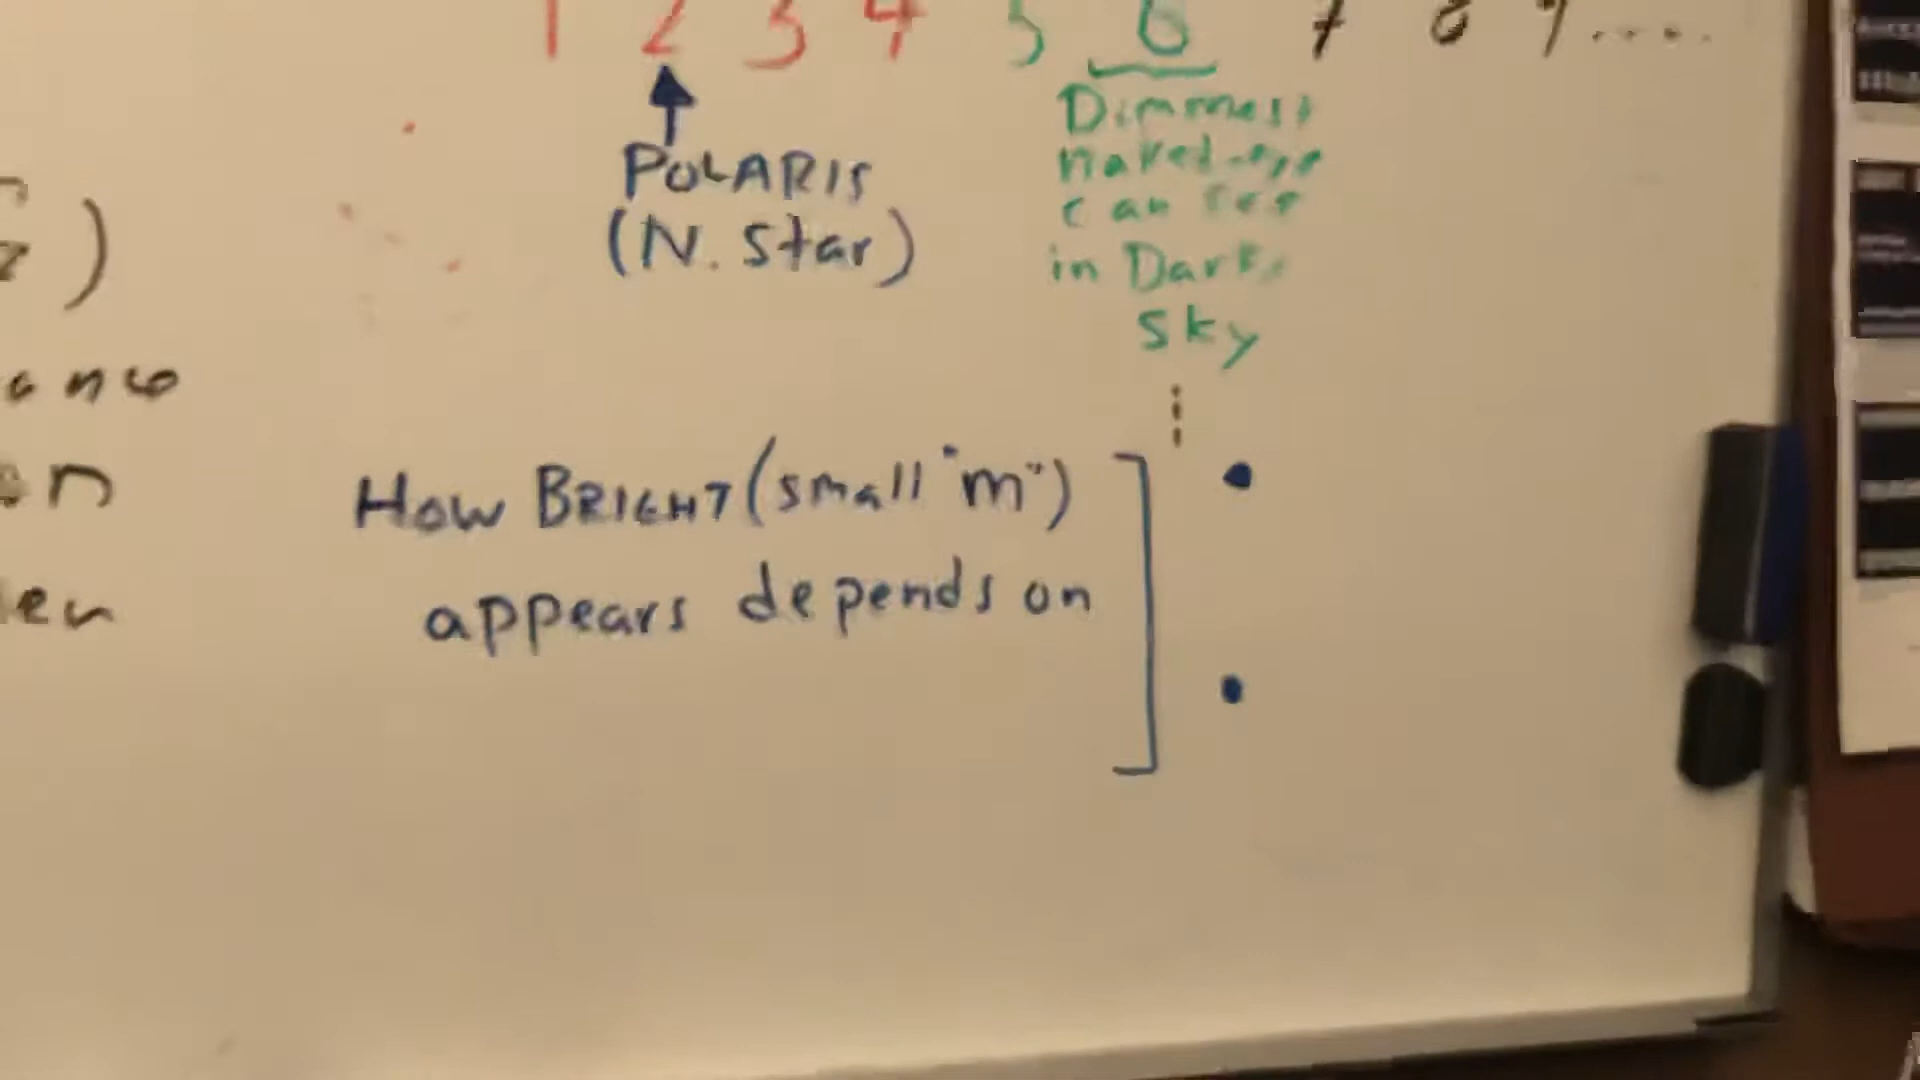 1 2 3 4 5 6 7 8 9 ....
POLARIS
(N. Star)
Dimmest
naked-eye
can see
in Dark
sky
How BRIGHT (small "m")
appears depends on